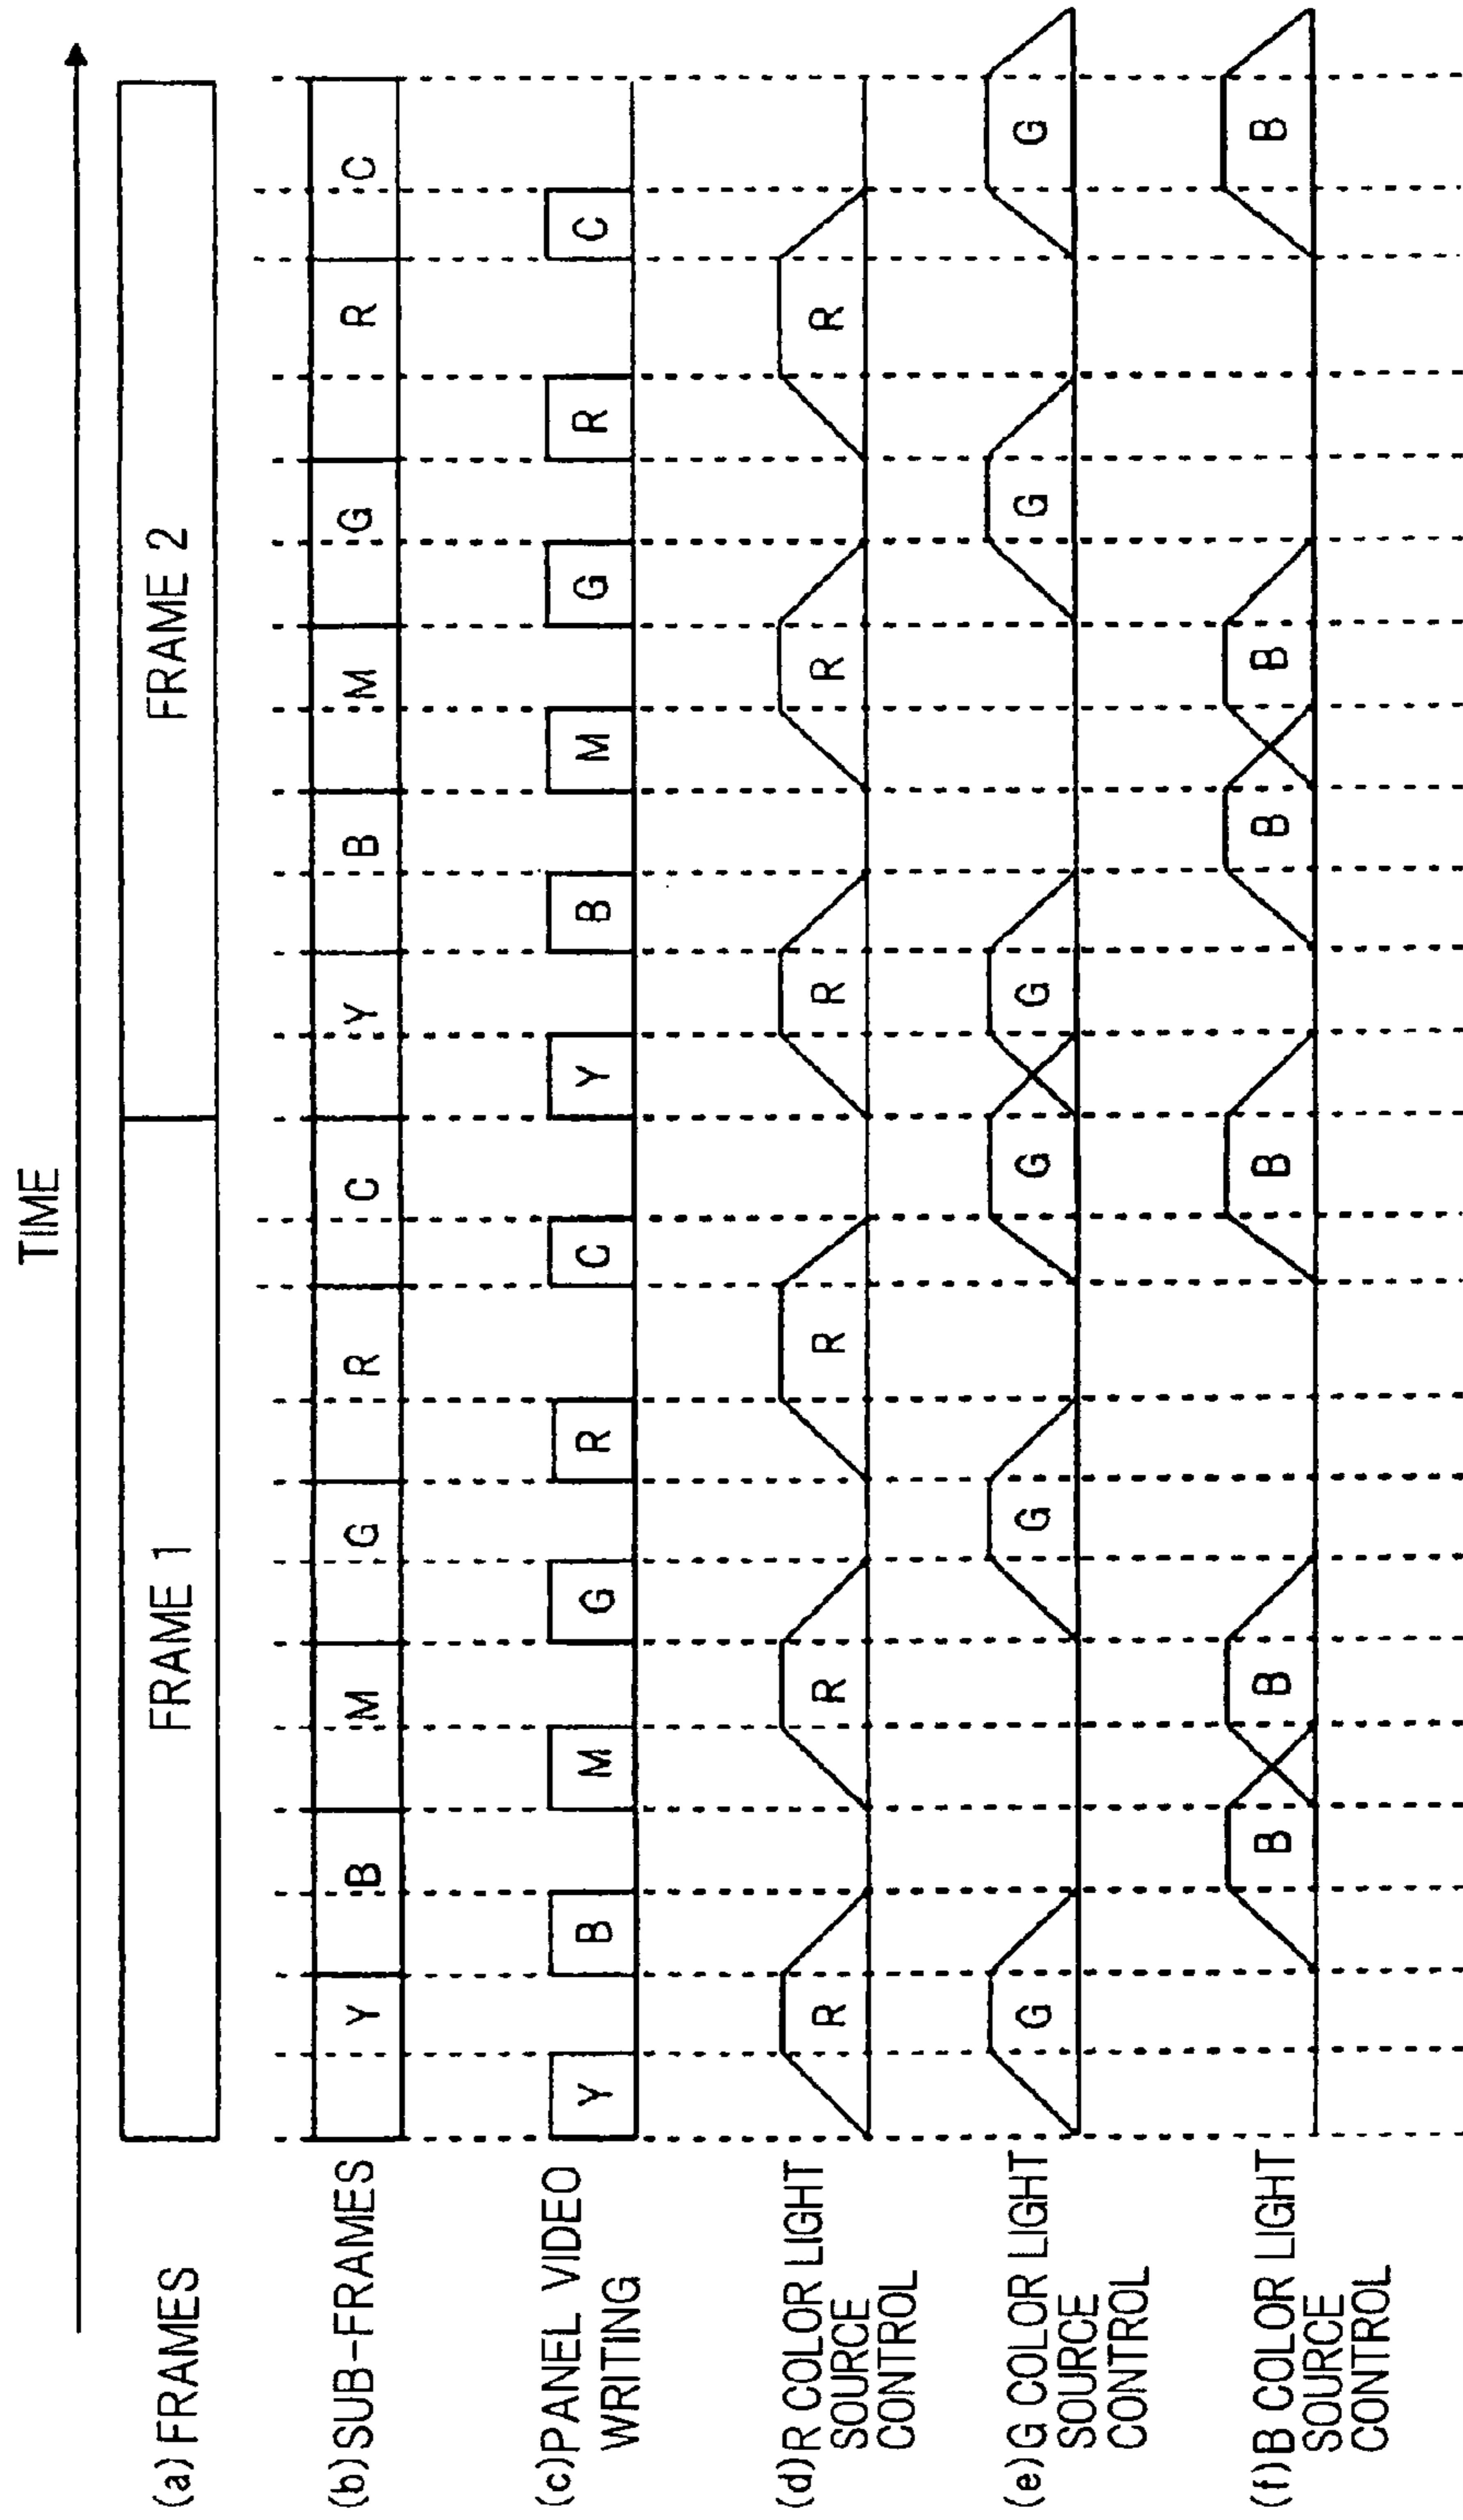 TIME
(a) FRAMES
FRAME 1
FRAME 2
(b) SUB-FRAMES
Y B M G R C Y B M G R C
(c) PANEL VIDEO
WRITING
Y B M G R C Y B M G R C
(d) R COLOR LIGHT
SOURCE
CONTROL
R R R R R R
(e) G COLOR LIGHT
SOURCE
CONTROL
G G G G G G
(f) B COLOR LIGHT
SOURCE
CONTROL
B B B B B B